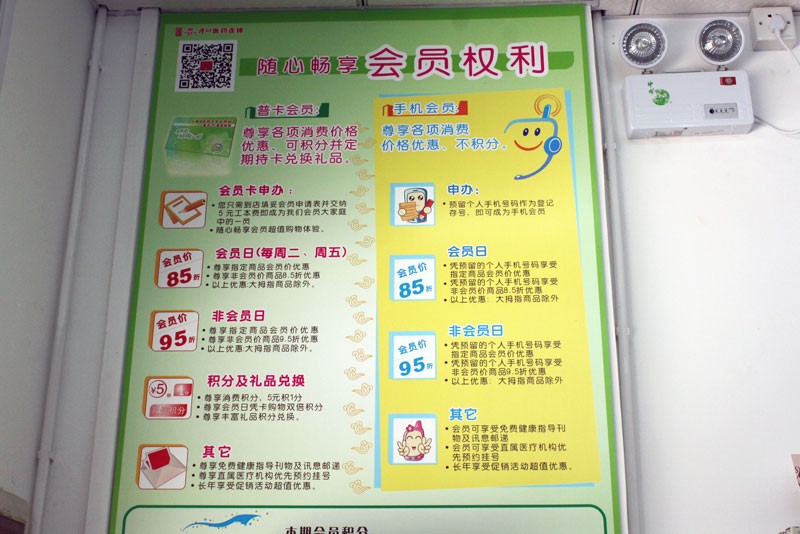 医药连锁
随心畅享 会员权利
普卡会员:
尊享各项消费价格
优惠、可积分并定
期持卡兑换礼品。
会员卡申办：
• 您只需到店填妥会员申请表并交纳
5元工本费即成为我们会员大家庭
中的一员
• 随心畅享会员超值购物体验。
会员价
85折
会员日(每周二、周五)
• 尊享指定商品会员价优惠
• 尊享非会员价商品8.5折优惠
• 以上优惠:大拇指商品除外。
会员价
95折
非会员日
• 尊享指定商品会员价优惠
• 尊享非会员价商品9.5折优惠
• 以上优惠:大拇指商品除外。
¥5
积分
积分及礼品兑换
• 尊享消费积分，5元积1分
• 尊享会员日凭卡购物双倍积分
• 尊享丰富礼品积分兑换。
其它
• 尊享免费健康指导刊物及讯息邮递
• 尊享直属医疗机构优先预约挂号
• 长年享受促销活动超值优惠。
手机会员:
尊享各项消费
价格优惠、不积分。
申办:
• 预留个人手机号码作为登记
存号、即可成为手机会员
会员价
85折
会员日
• 凭预留的个人手机号码享受
指定商品会员价优惠
• 凭预留的个人手机号码享受
非会员价商品8.5折优惠
• 以上优惠：大拇指商品除外
会员价
95折
非会员日
• 凭预留的个人手机号码享受
指定商品会员价优惠
• 凭预留的个人手机号码享受
非会员价商品9.5折优惠
• 以上优惠：大拇指商品除外
其它
• 会员可享受免费健康指导刊
物及讯息邮递
• 会员可享受直属医疗机构优
先预约挂号
• 长年享受促销活动超值优惠。
本期会员积分